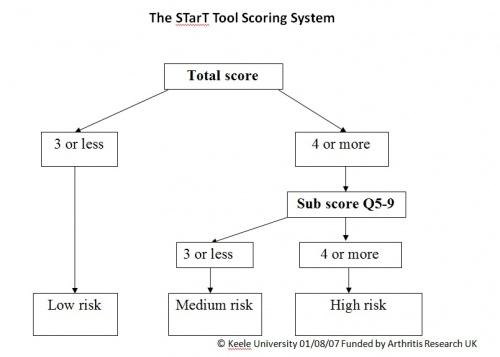 The STarT Tool Scoring System
Total score
3 or less
4 or more
Sub score Q5-9
3 or less
4 or more
Low risk
Medium risk
High risk
© Keele University 01/08/07 Funded by Arthritis Research UK